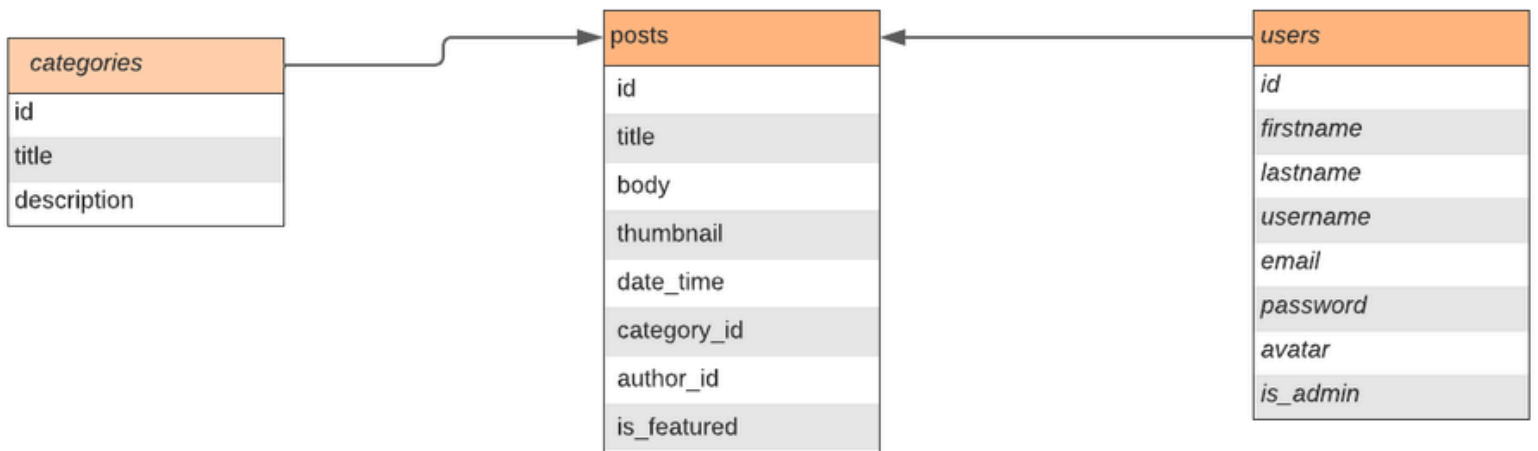 categories
id
title
description
posts
id
title
body
thumbnail
date_time
category_id
author_id
is_featured
users
id
firstname
lastname
username
email
password
avatar
is_admin